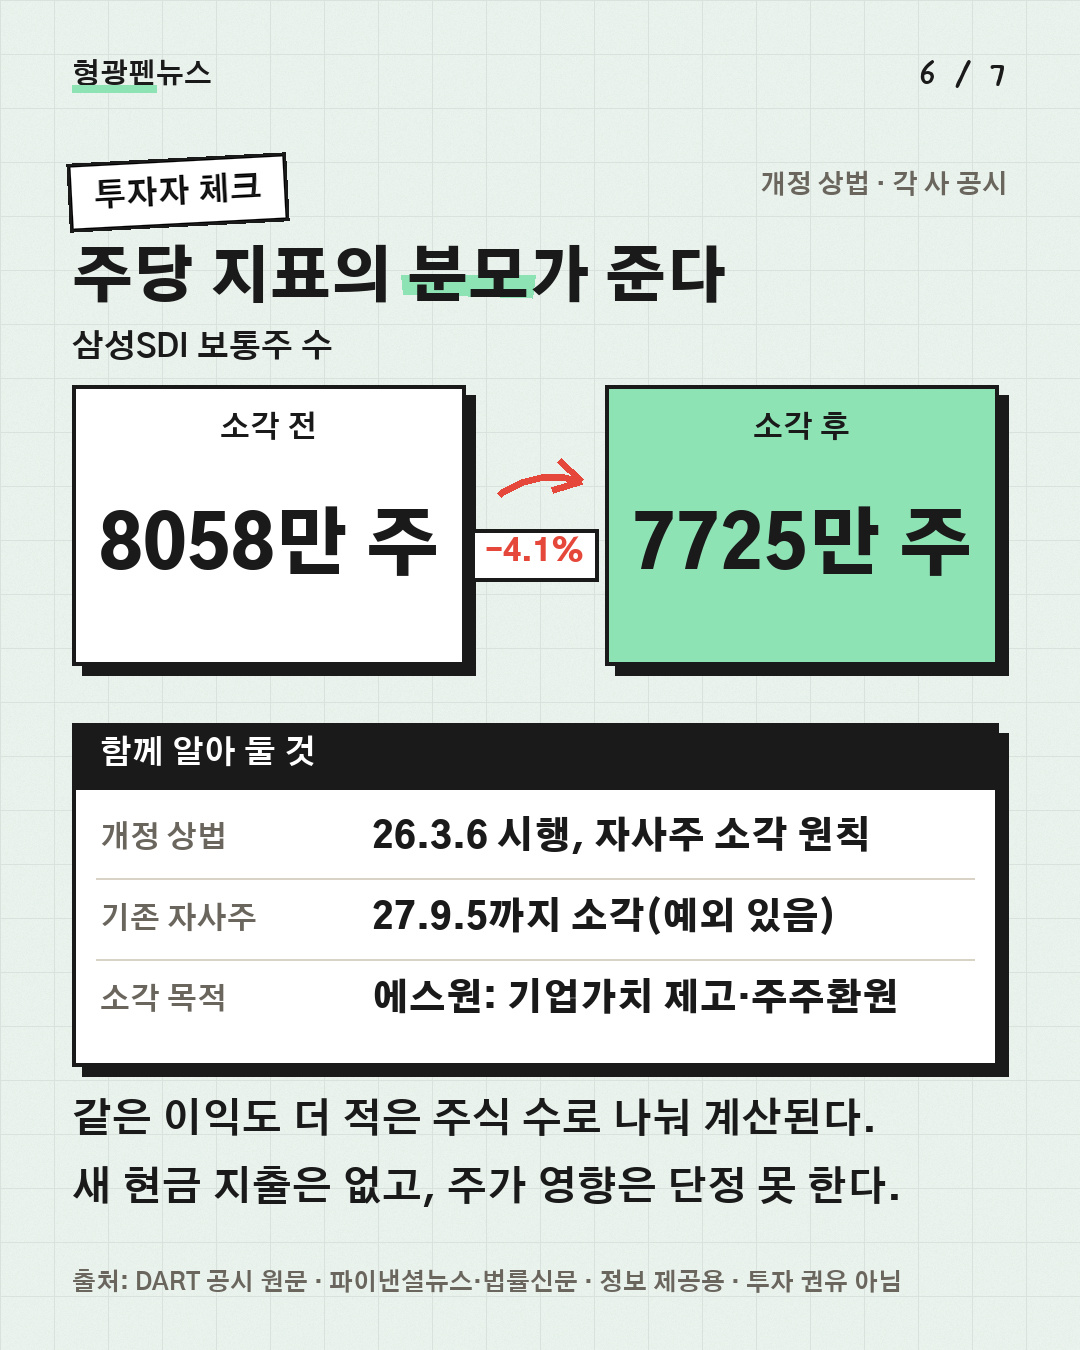 형광펜뉴스
6 / 7
투자자 체크
개정 상법 · 각 사 공시
주당 지표의 분모가 준다
삼성SDI 보통주 수
소각 전
8058만 주
−4.1%
소각 후
7725만 주
함께 알아 둘 것
개정 상법 26.3.6 시행, 자사주 소각 원칙
기존 자사주 27.9.5까지 소각(예외 있음)
소각 목적 에스원: 기업가치 제고·주주환원
같은 이익도 더 적은 주식 수로 나눠 계산된다.
새 현금 지출은 없고, 주가 영향은 단정 못 한다.
출처: DART 공시 원문 · 파이낸셜뉴스·법률신문 · 정보 제공용 · 투자 권유 아님